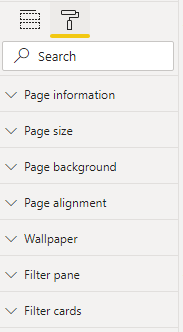 Search
Page information
Page size
Page background
Page alignment
Wallpaper
Filter pane
Filter cards